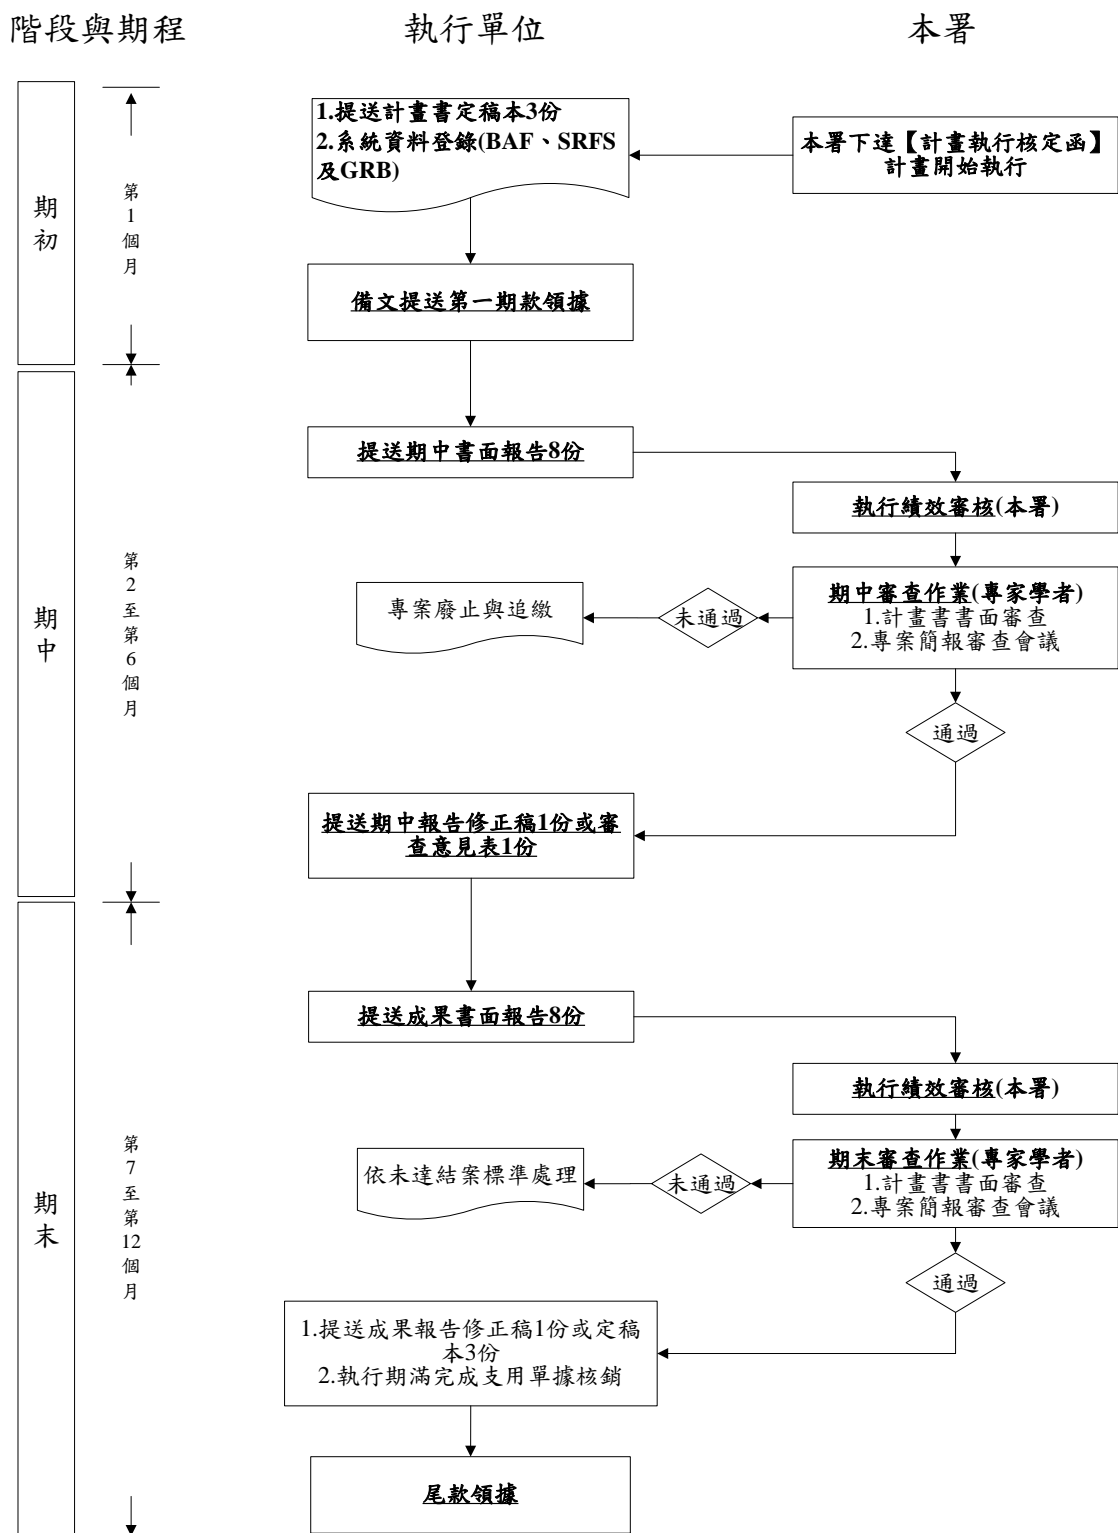 階段與期程
執行單位
本署
期初
第1個月
1.提送計畫書定稿本3份
2.系統資料登錄(BAF、SRFS
及GRB)
本署下達【計畫執行核定函】
計畫開始執行
備文提送第一期款領據
期中
第2至第6個月
提送期中書面報告8份
執行績效審核(本署)
期中審查作業(專家學者)
1.計畫書書面審查
2.專案簡報審查會議
未通過
專案廢止與追繳
通過
提送期中報告修正稿1份或審
查意見表1份
期末
第7至第12個月
提送成果書面報告8份
執行績效審核(本署)
期末審查作業(專家學者)
1.計畫書書面審查
2.專案簡報審查會議
未通過
依未達結案標準處理
通過
1.提送成果報告修正稿1份或定稿
本3份
2.執行期滿完成支用單據核銷
尾款領據